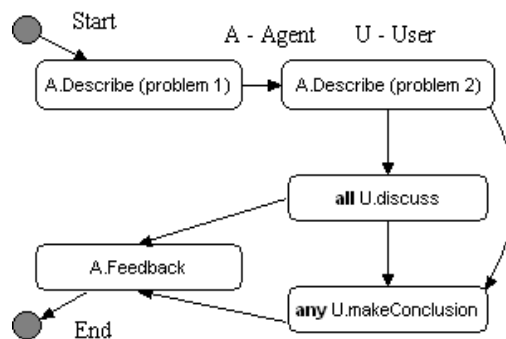 Start
A - Agent U - User
A.Describe (problem 1)
A.Describe (problem 2)
all U.discuss
A.Feedback
any U.makeConclusion
End